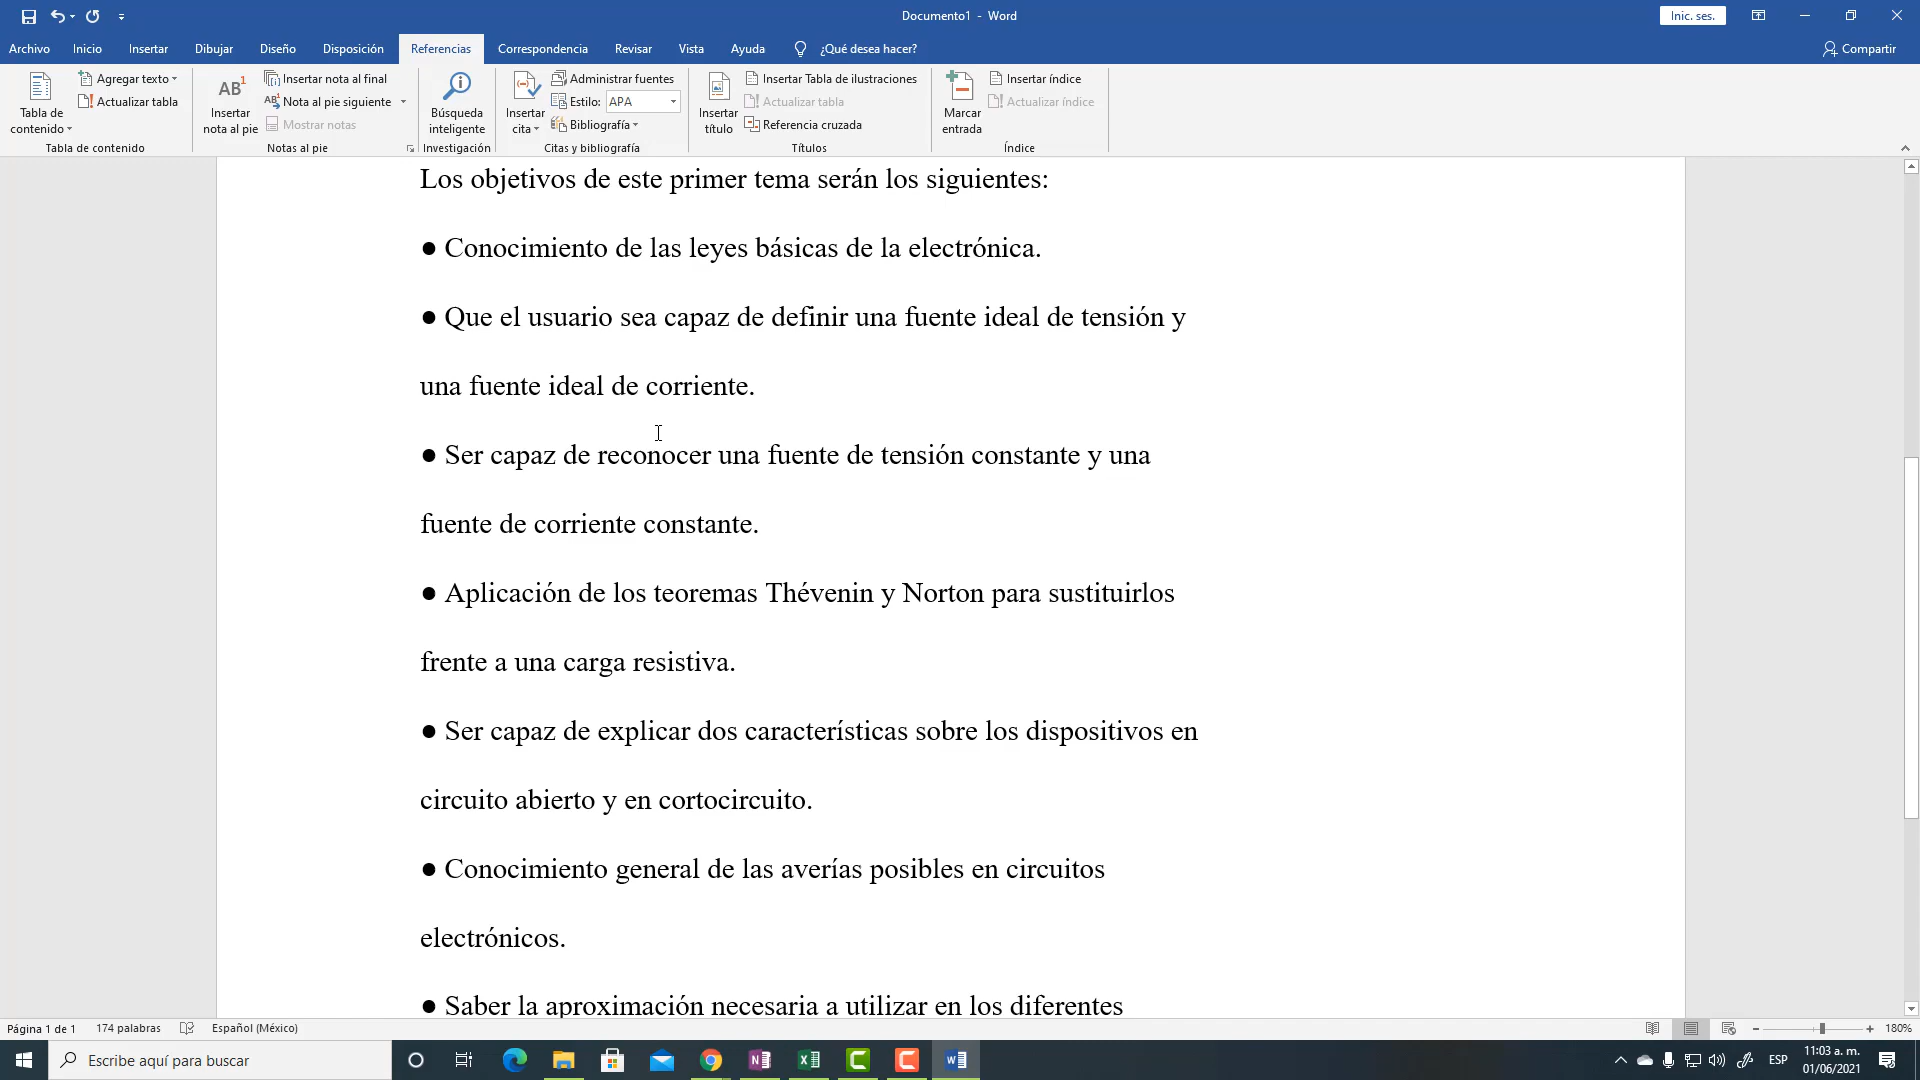 Documento1 - Word
Inic. ses.
Archivo
Inicio
Insertar
Dibujar
Diseño
Disposición
Referencias
Correspondencia
Revisar
Vista
Ayuda
¿Qué desea hacer?
Compartir
Tabla de
contenido
Agregar texto
Actualizar tabla
Tabla de contenido
AB1
Insertar
nota al pie
Insertar nota al final
AB1 Nota al pie siguiente
Mostrar notas
Notas al pie
Búsqueda
inteligente
Investigación
Insertar
cita
Administrar fuentes
Estilo: APA
Bibliografía
Citas y bibliografía
Insertar
título
Insertar Tabla de ilustraciones
Actualizar tabla
Referencia cruzada
Títulos
Marcar
entrada
Insertar índice
Actualizar índice
Índice
Los objetivos de este primer tema serán los siguientes:
● Conocimiento de las leyes básicas de la electrónica.
● Que el usuario sea capaz de definir una fuente ideal de tensión y
una fuente ideal de corriente.
● Ser capaz de reconocer una fuente de tensión constante y una
fuente de corriente constante.
● Aplicación de los teoremas Thévenin y Norton para sustituirlos
frente a una carga resistiva.
● Ser capaz de explicar dos características sobre los dispositivos en
circuito abierto y en cortocircuito.
● Conocimiento general de las averías posibles en circuitos
electrónicos.
● Saber la aproximación necesaria a utilizar en los diferentes
Página 1 de 1
174 palabras
Español (México)
180%
Escribe aquí para buscar
ESP
11:03 a. m.
01/06/2021